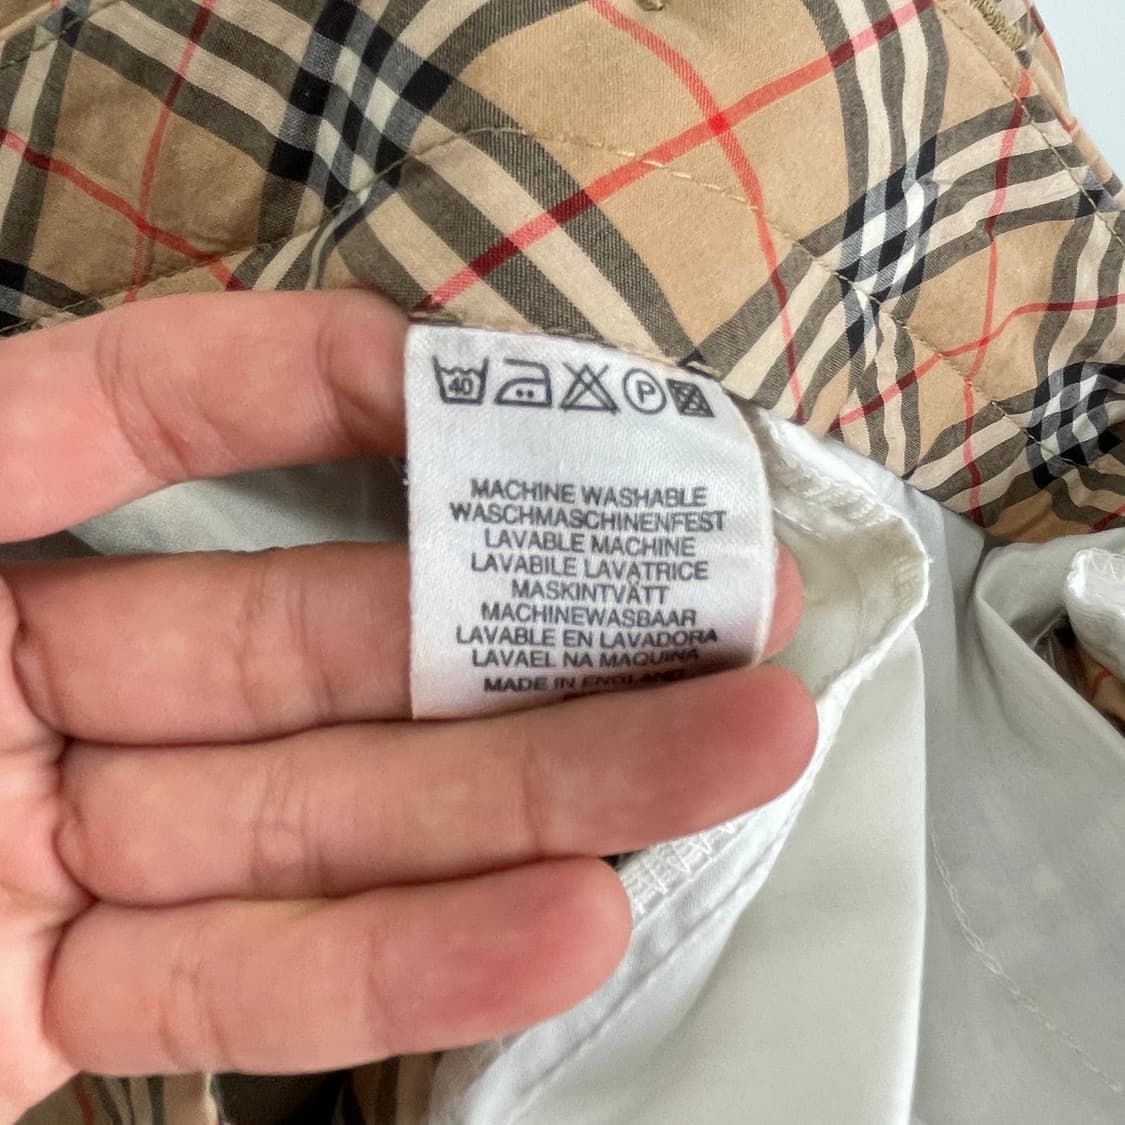 40 P
MACHINE WASHABLE
WASCHMASCHINENFEST
LAVABLE MACHINE
LAVABILE LAVATRICE
MASKINTVÄTT
MACHINEWASBAAR
LAVABLE EN LAVADORA
LAVAEL NA MAQUINA
MADE IN ENGLAND